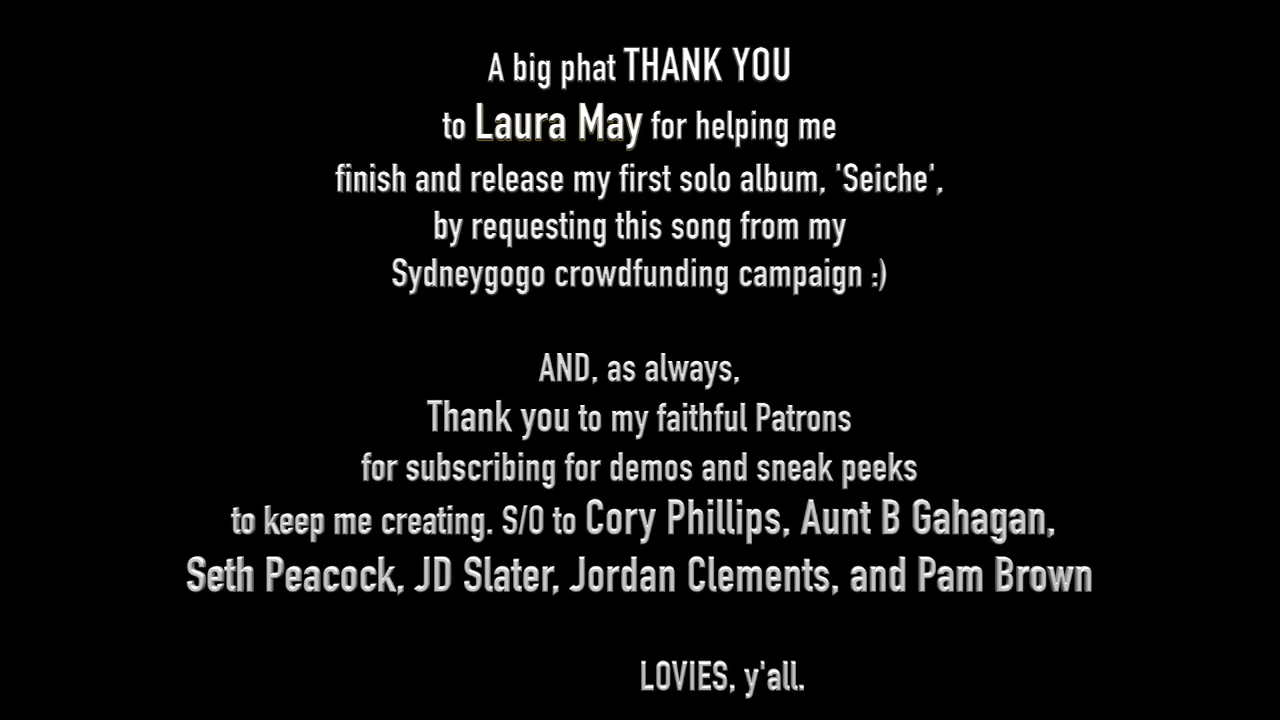 A big phat THANK YOU
to Laura May for helping me
finish and release my first solo album, 'Seiche',
by requesting this song from my
Sydneygogo crowdfunding campaign :)
AND, as always,
Thank you to my faithful Patrons
for subscribing for demos and sneak peeks
to keep me creating. S/O to Cory Phillips, Aunt B Gahagan,
Seth Peacock, JD Slater, Jordan Clements, and Pam Brown
LOVIES, y'all.